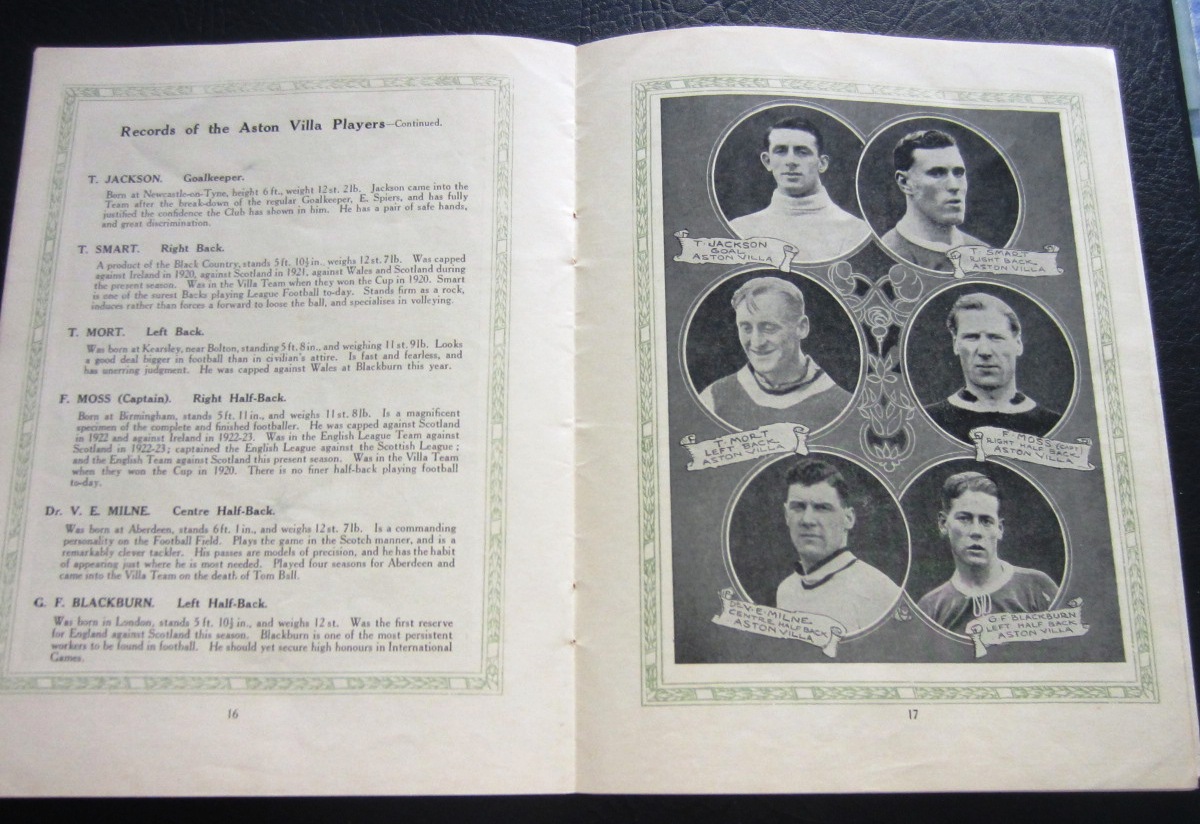 Records of the Aston Villa Players—Continued.
T. JACKSON. Goalkeeper.
Born at Newcastle-on-Tyne, height 6 ft., weight 12 st. 2 lb. Jackson came into the
Team after the break-down of the regular Goalkeeper, E. Spiers, and has fully
justified the confidence the Club has shown in him. He has a pair of safe hands,
and great discrimination.
T. SMART. Right Back.
A product of the Black Country, stands 5 ft. 10½ in., weighs 12 st. 7 lb. Was capped
against Ireland in 1920, against Scotland in 1921, against Wales and Scotland during
the present season. Was in the Villa Team when they won the Cup in 1920. Smart
is one of the surest Backs playing League Football to-day. Stands firm as a rock,
induces rather than forces a forward to loose the ball, and specialises in volleying.
T. MORT. Left Back.
Was born at Kearsley, near Bolton, standing 5 ft. 8 in., and weighing 11 st. 9 lb. Looks
a good deal bigger in football than in civilian's attire. Is fast and fearless, and
has unerring judgment. He was capped against Wales at Blackburn this year.
F. MOSS (Captain). Right Half-Back.
Born at Birmingham, stands 5 ft. 11 in., and weighs 11 st. 8 lb. Is a magnificent
specimen of the complete and finished footballer. He was capped against Scotland
in 1922 and against Ireland in 1922-23. Was in the English League Team against
Scotland in 1922-23; captained the English League against the Scottish League;
and the English Team against Scotland this present season. Was in the Villa Team
when they won the Cup in 1920. There is no finer half-back playing football
to-day.
Dr. V. E. MILNE. Centre Half-Back.
Was born at Aberdeen, stands 6 ft. 1 in., and weighs 12 st. 7 lb. Is a commanding
personality on the Football Field. Plays the game in the Scotch manner, and is a
remarkably clever tackler. His passes are models of precision, and he has the habit
of appearing just where he is most needed. Played four seasons for Aberdeen and
came into the Villa Team on the death of Tom Ball.
G. F. BLACKBURN. Left Half-Back.
Was born in London, stands 5 ft. 10½ in., and weighs 12 st. Was the first reserve
for England against Scotland this season. Blackburn is one of the most persistent
workers to be found in football. He should yet secure high honours in International
Games.
16
T. JACKSON
GOAL
ASTON VILLA
T. SMART
RIGHT BACK
ASTON VILLA
T. MORT
LEFT BACK
ASTON VILLA
F. MOSS (CAPT)
RIGHT HALF BACK
ASTON VILLA
Dr. V. E. MILNE
CENTRE HALF BACK
ASTON VILLA
G. F. BLACKBURN
LEFT HALF BACK
ASTON VILLA
17